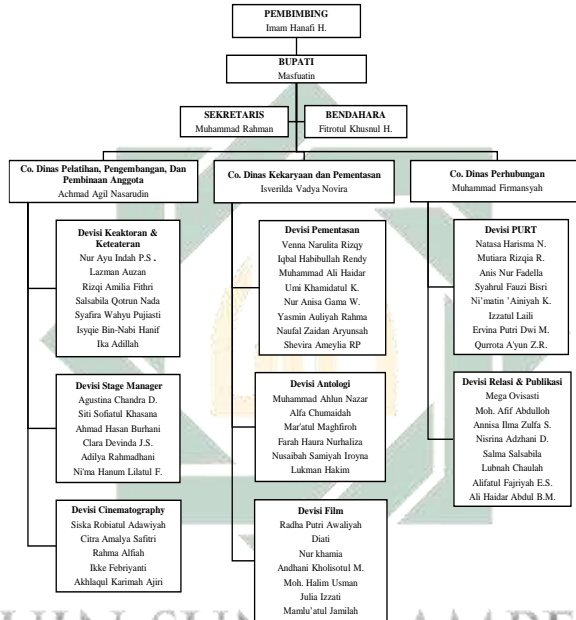 PEMBIMBING
Imam Hanafi H.
BUPATI
Masfuatin
SEKRETARIS
Muhammad Rahman
BENDAHARA
Fitrotul Khusnul H.
Co. Dinas Pelatihan, Pengembangan, Dan
Pembinaan Anggota
Achmad Agil Nasarudin
Co. Dinas Kekaryaan dan Pementasan
Isverilda Vadya Novira
Co. Dinas Perhubungan
Muhammad Firmansyah
Devisi Keaktoran &
Keteateran
Nur Ayu Indah P.S .
Lazman Auzan
Rizqi Amilia Fithri
Salsabila Qotrun Nada
Syafira Wahyu Pujiasti
Isyqie Bin-Nabi Hanif
Ika Adillah
Devisi Stage Manager
Agustina Chandra D.
Siti Sofiatul Khasana
Ahmad Hasan Burhani
Clara Devinda J.S.
Adilya Rahmadhani
Ni'ma Hanum Lilatul F.
Devisi Cinematography
Siska Robiatul Adawiyah
Citra Amalya Safitri
Rahma Alfiah
Ikke Febriyanti
Akhlaqul Karimah Ajiri
Devisi Pementasan
Venna Narulita Rizqy
Iqbal Habibullah Rendy
Muhammad Ali Haidar
Umi Khamidatul K.
Nur Anisa Gama W.
Yasmin Auliyah Rahma
Naufal Zaidan Aryunsah
Shevira Ameylia RP
Devisi Antologi
Muhammad Ahlun Nazar
Alfa Chumaidah
Mar'atul Maghfiroh
Farah Haura Nurhaliza
Nusaibah Samiyah Iroyna
Lukman Hakim
Devisi Film
Radha Putri Awaliyah
Diati
Nur khamia
Andhani Kholisotul M.
Moh. Halim Usman
Julia Izzati
Mamlu'atul Jamilah
Devisi PURT
Natasa Harisma N.
Mutiara Rizqia R.
Anis Nur Fadella
Syahrul Fauzi Bisri
Ni'matin 'Ainiyah K.
Izzatul Laili
Ervina Putri Dwi M.
Qurrota A'yun Z.R.
Devisi Relasi & Publikasi
Mega Ovisasti
Moh. Afif Abdulloh
Annisa Ilma Zulfa S.
Nisrina Adzhani D.
Salma Salsabila
Lubnah Chaulah
Alifatul Fajriyah E.S.
Ali Haidar Abdul B.M.